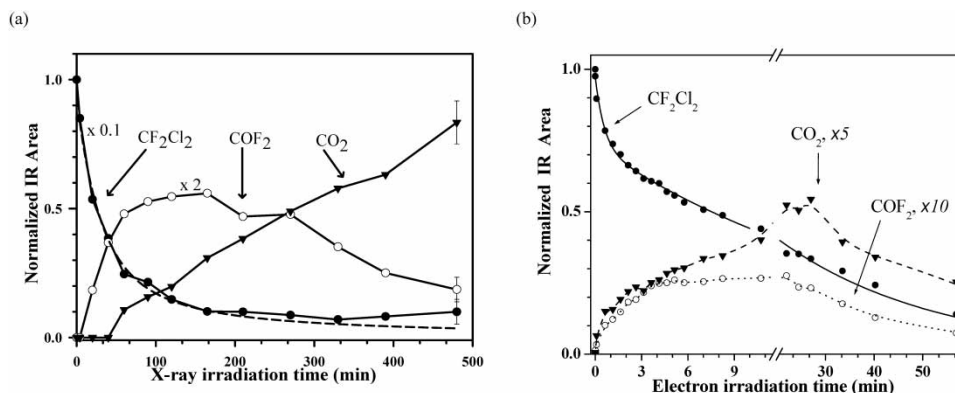 (a)
(b)
1.0
0.5
0.0
x 0.1
CF2Cl2
COF2
CO2
x 2
Normalized IR Area
0
100
200
300
400
500
X-ray irradiation time (min)
1.0
0.5
0.0
CF2Cl2
CO2, x5
COF2, x10
Normalized IR Area
0
3
6
9
30
40
50
Electron irradiation time (min)